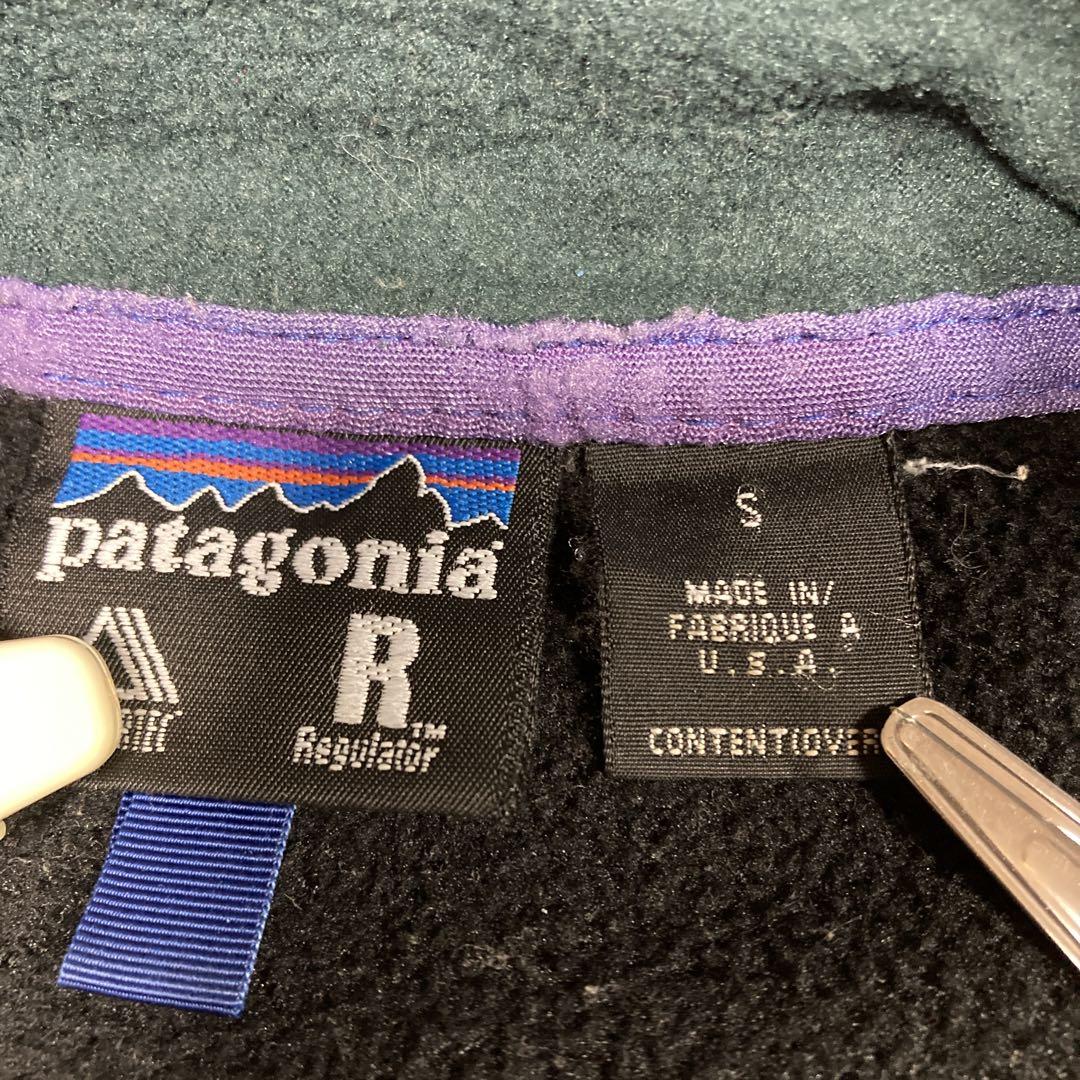 patagonia
R
Regulator™
S
MADE IN/
FABRIQUE A
U.S.A.
CONTENT(OVER